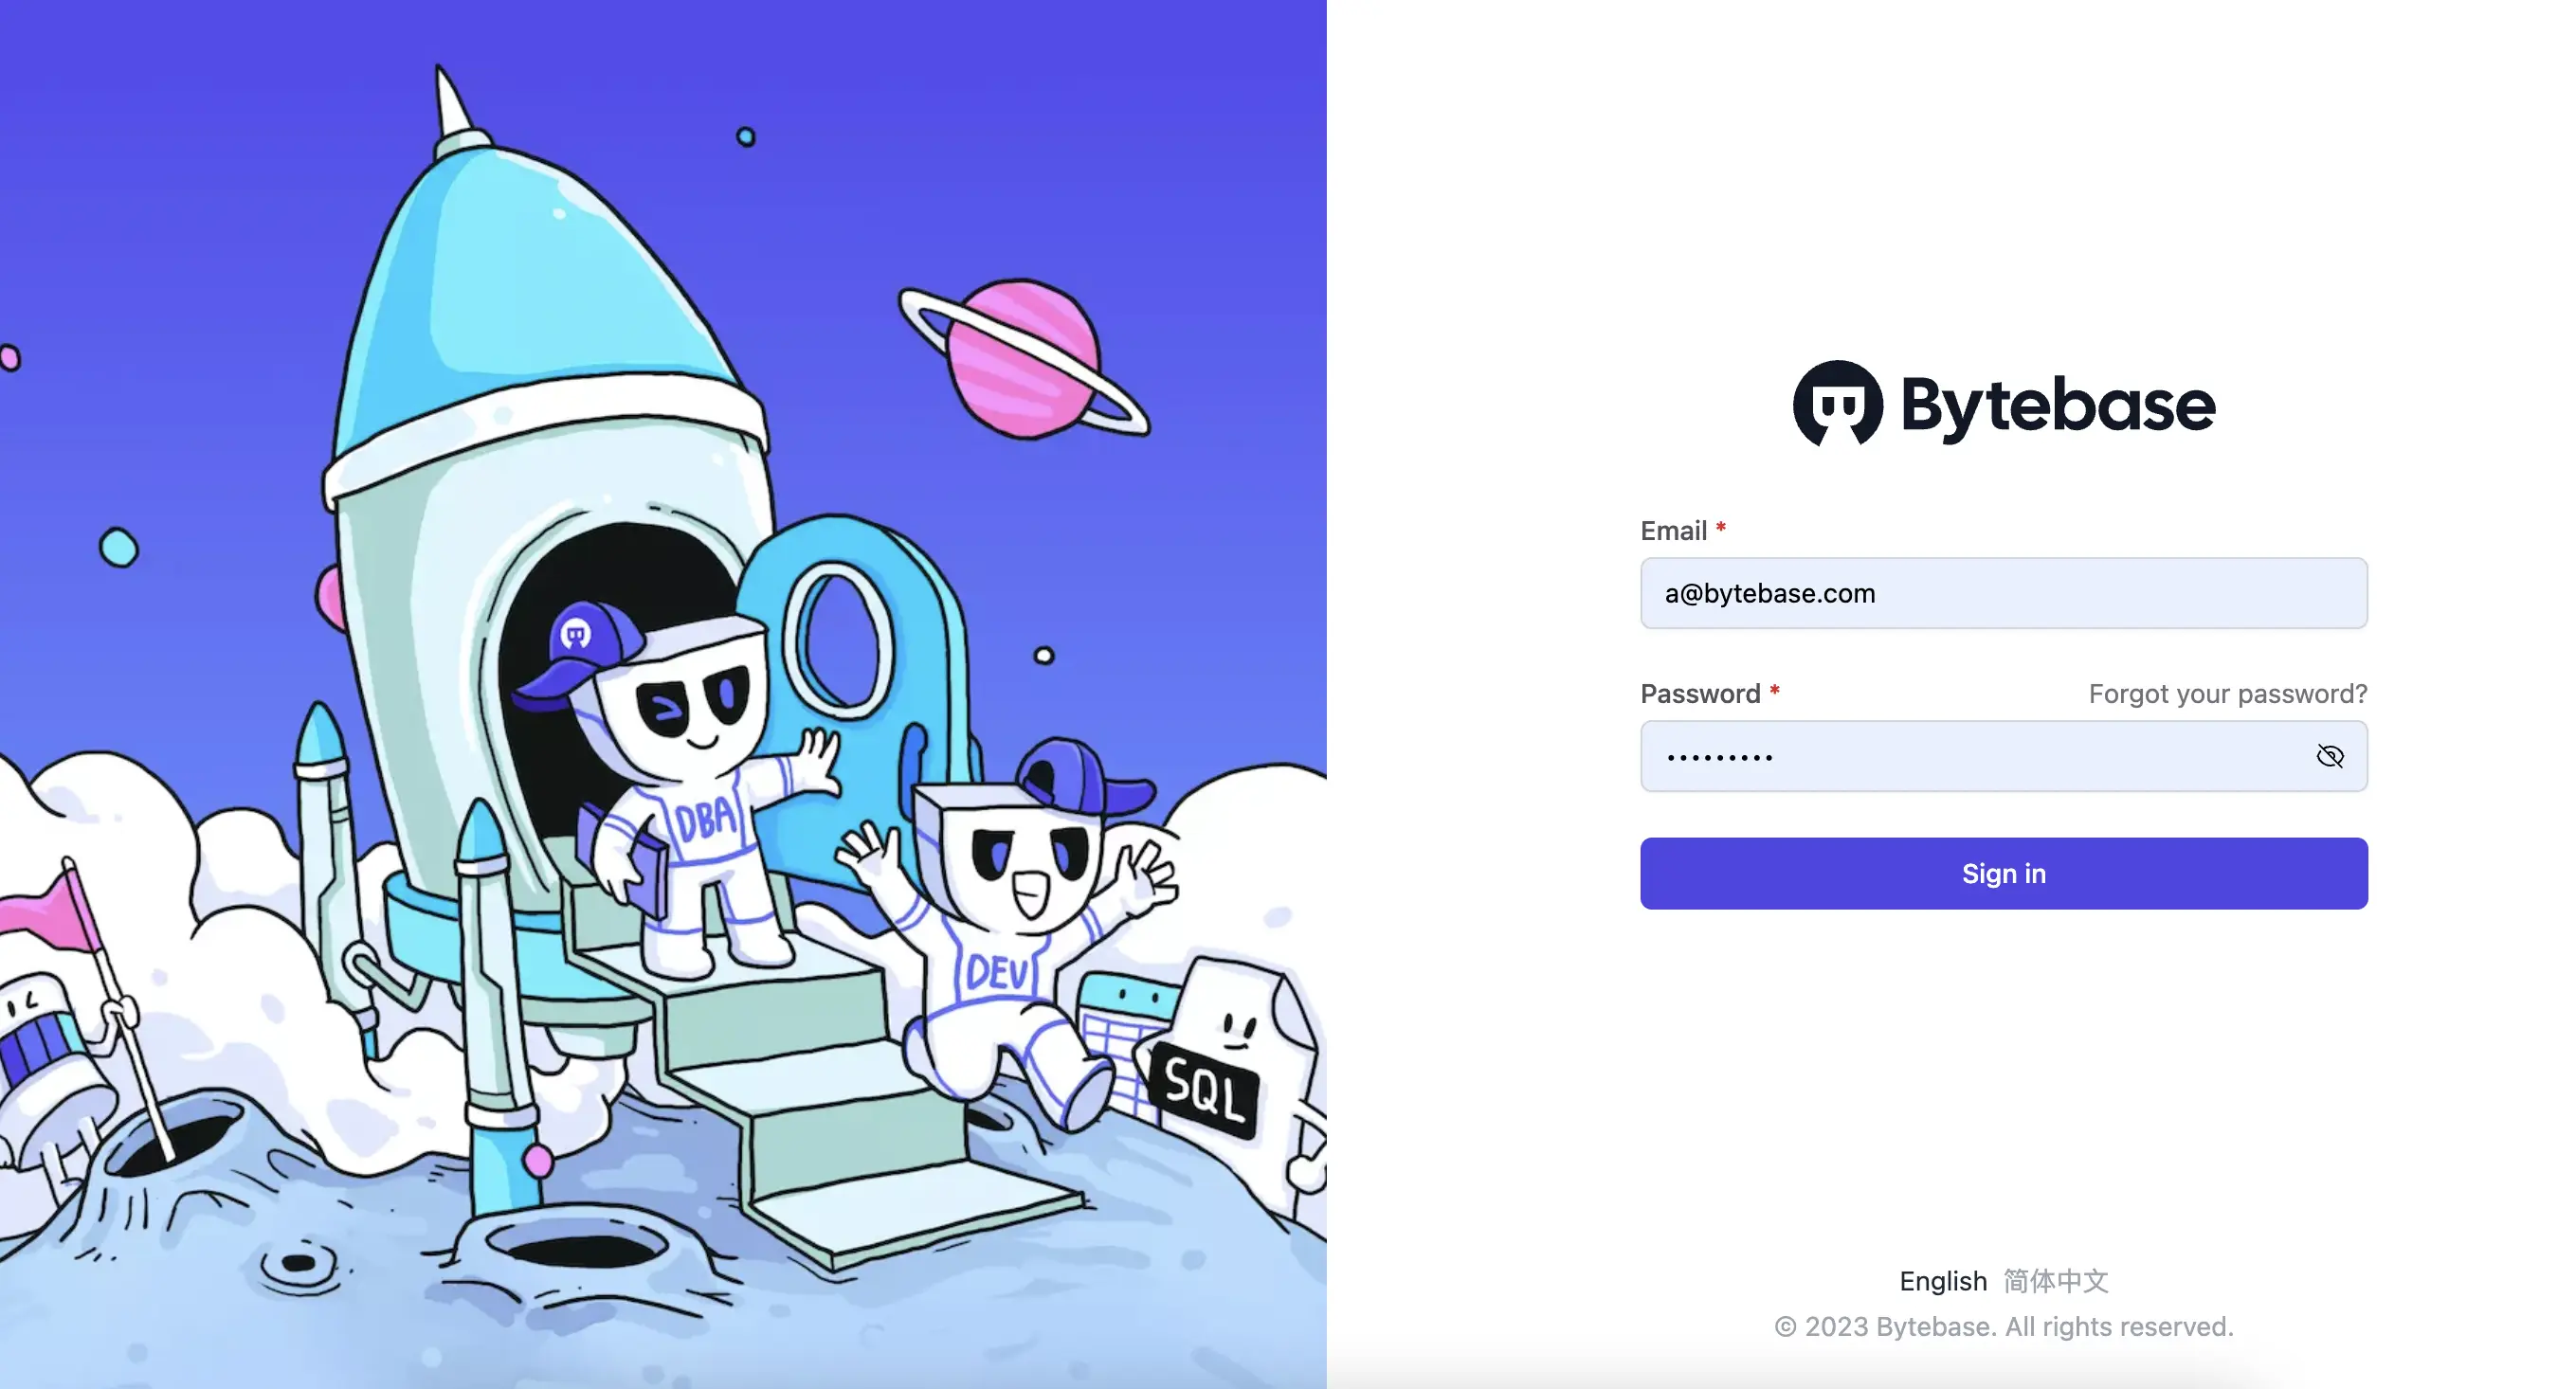 DBA
DEV
SQL
Bytebase
Email *
a@bytebase.com
Password * Forgot your password?
•••••••••
Sign in
English 简体中文
© 2023 Bytebase. All rights reserved.